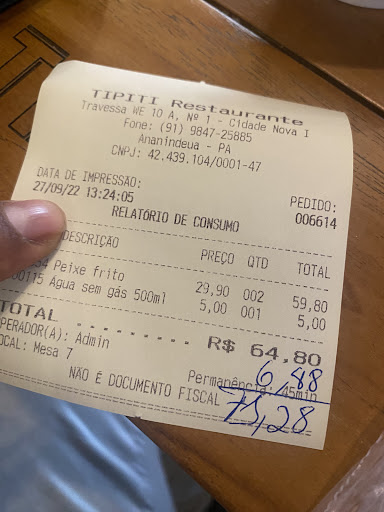 TIPITI Restaurante
Travessa WE 10 A, Nº 1 - Cidade Nova I
Fone: (91) 9847-25885
Ananindeua - PA
CNPJ: 42.439.104/0001-47
DATA DE IMPRESSÃO:
27/09/22 13:24:05
PEDIDO:
006614
RELATÓRIO DE CONSUMO
DESCRIÇÃO PREÇO QTD TOTAL
Peixe frito 29,90 002 59,80
00115 Agua sem gás 500ml 5,00 001 5,00
TOTAL - - - - - - - - - R$ 64,80
OPERADOR(A): Admin
LOCAL: Mesa 7
Permanência: 45min
6,48
NÃO É DOCUMENTO FISCAL
71,28